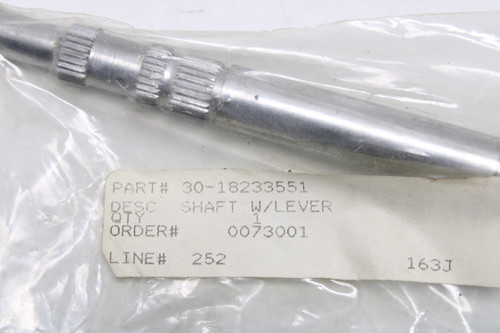 PART# 30-18233551
DESC SHAFT W/LEVER
QTY 1
ORDER# 0073001
LINE# 252 163J